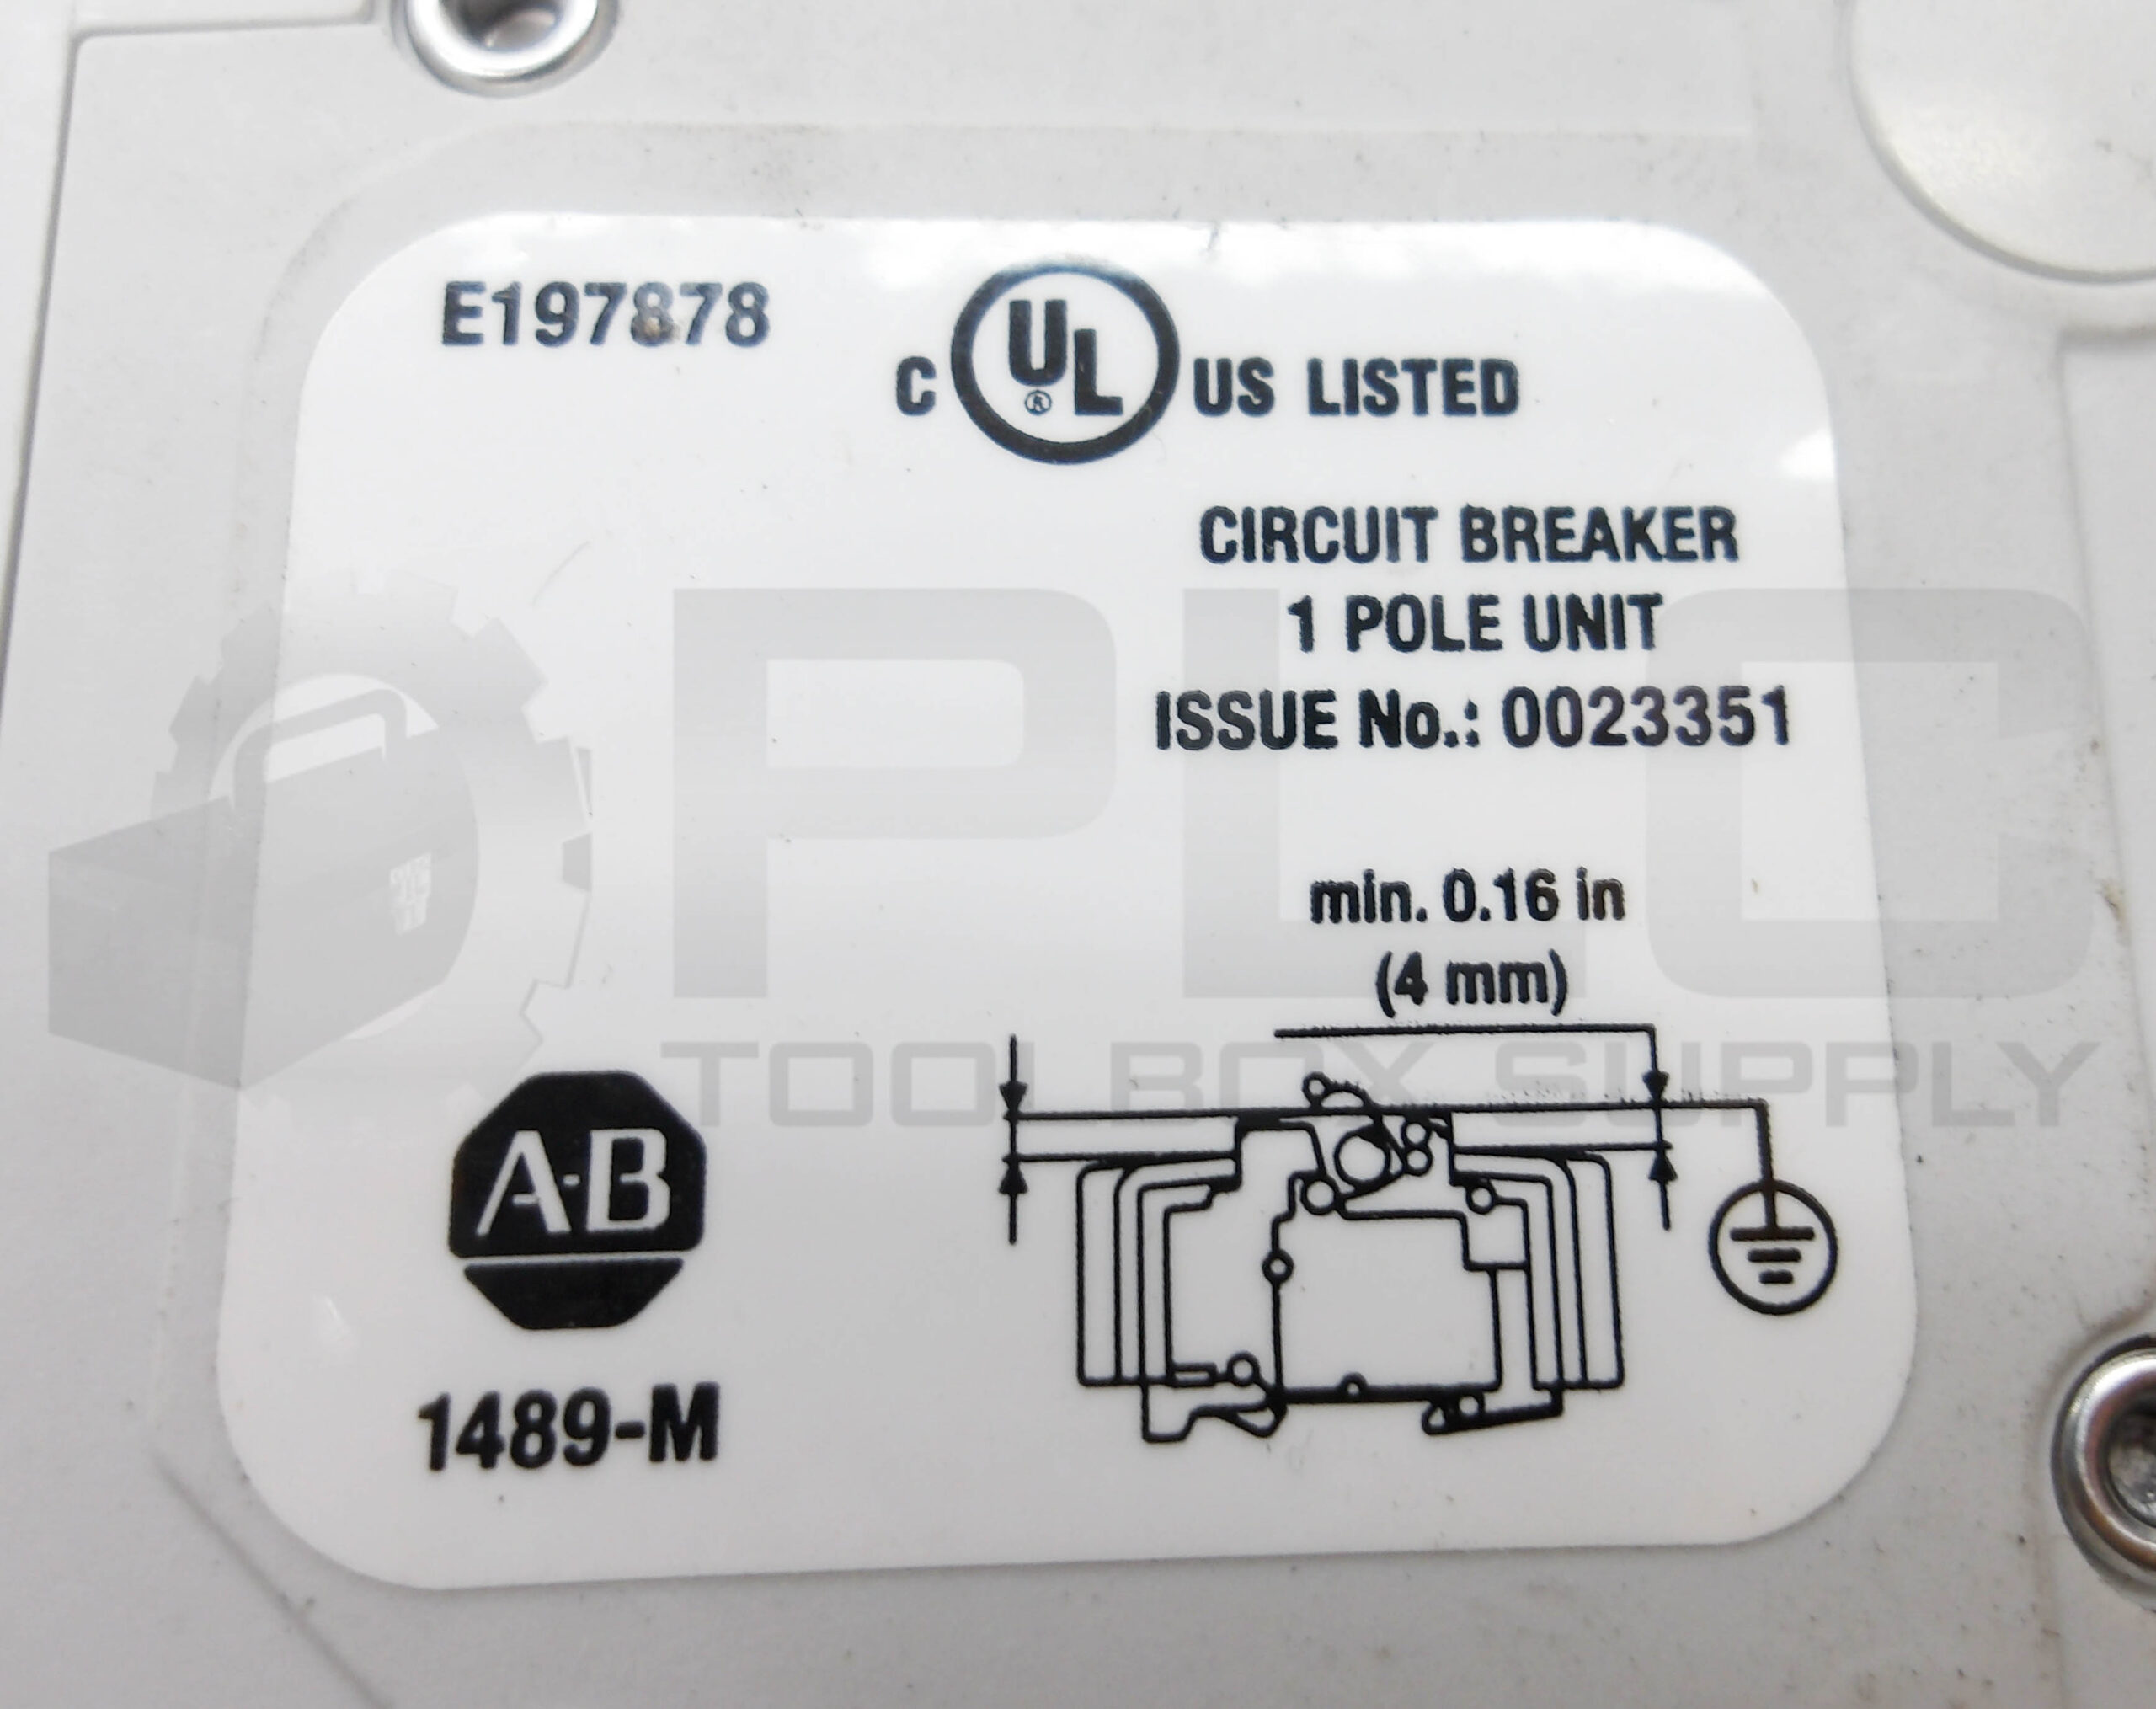 E197878
C UL® US LISTED
CIRCUIT BREAKER
1 POLE UNIT
ISSUE No.: 0023351
min. 0.16 in
(4 mm)
PLC
TOOLBOX SUPPLY
A-B
1489-M